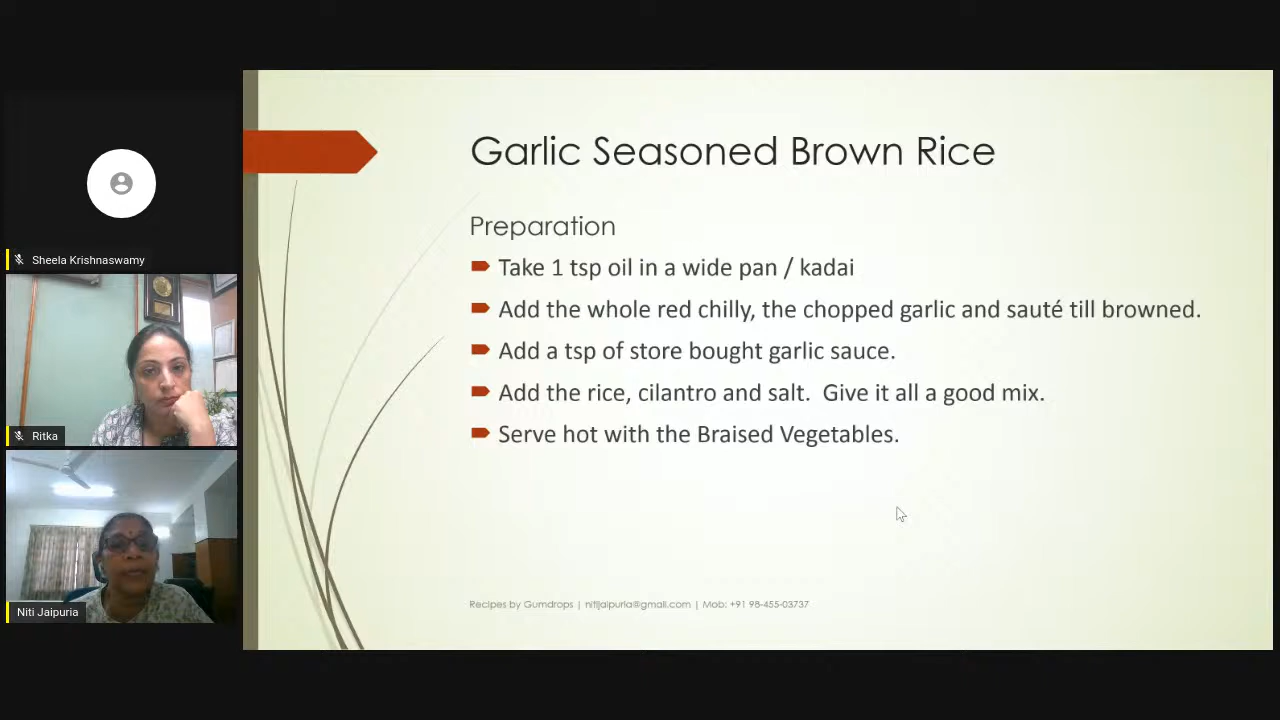 Sheela Krishnaswamy
Ritka
Niti Jaipuria
Garlic Seasoned Brown Rice
Preparation
Take 1 tsp oil in a wide pan / kadai
Add the whole red chilly, the chopped garlic and sauté till browned.
Add a tsp of store bought garlic sauce.
Add the rice, cilantro and salt.  Give it all a good mix.
Serve hot with the Braised Vegetables.
Recipes by Gumdrops | nitijaipuria@gmail.com | Mob: +91 98-455-03737